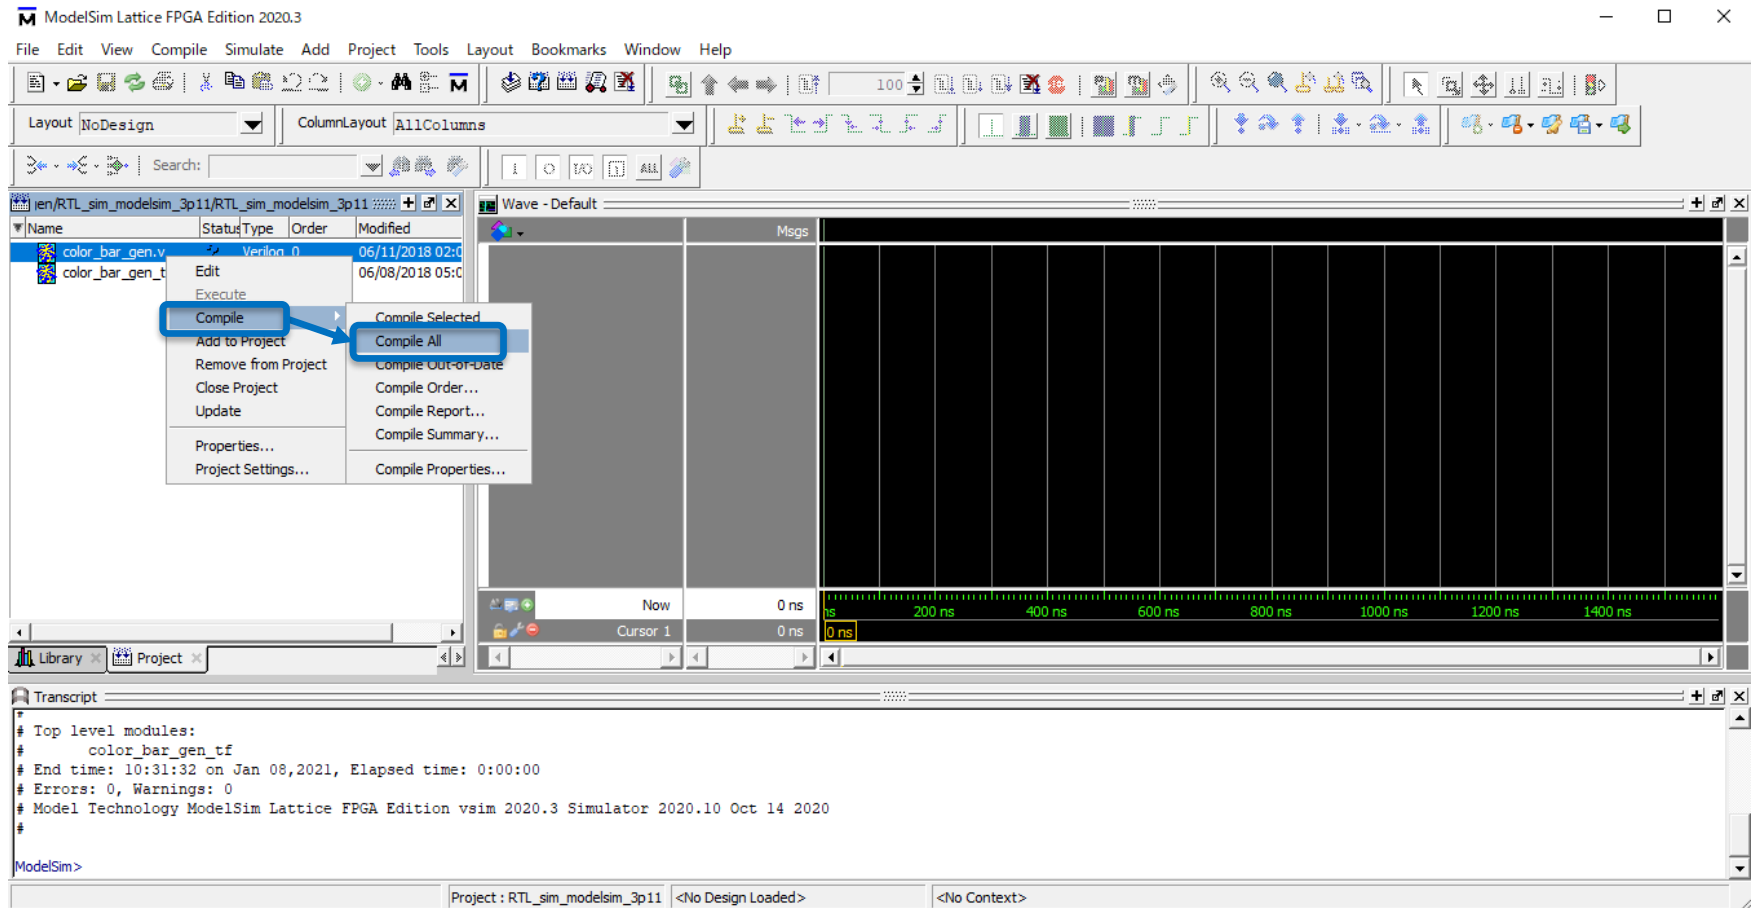 ModelSim Lattice FPGA Edition 2020.3
File Edit View Compile Simulate Add Project Tools Layout Bookmarks Window Help
100
Layout NoDesign ColumnLayout AllColumns
Search:
ALL
RTL_sim_modelsim_3p11/RTL_sim_modelsim_3p11
Wave - Default
Name Status Type Order Modified
Msgs
color_bar_gen.v Verilog 0 06/11/2018 02:0
color_bar_gen_t 06/08/2018 05:0
Edit
Execute
Compile
Add to Project
Remove from Project
Close Project
Update
Properties...
Project Settings...
Compile Selected
Compile All
Compile Out-of-Date
Compile Order...
Compile Report...
Compile Summary...
Compile Properties...
Now 0 ns
Cursor 1 0 ns
ns 200 ns 400 ns 600 ns 800 ns 1000 ns 1200 ns 1400 ns
0 ns
Library Project
Transcript
#
# Top level modules:
# color_bar_gen_tf
# End time: 10:31:32 on Jan 08,2021, Elapsed time: 0:00:00
# Errors: 0, Warnings: 0
# Model Technology ModelSim Lattice FPGA Edition vsim 2020.3 Simulator 2020.10 Oct 14 2020
#
ModelSim>
Project : RTL_sim_modelsim_3p11 <No Design Loaded> <No Context>